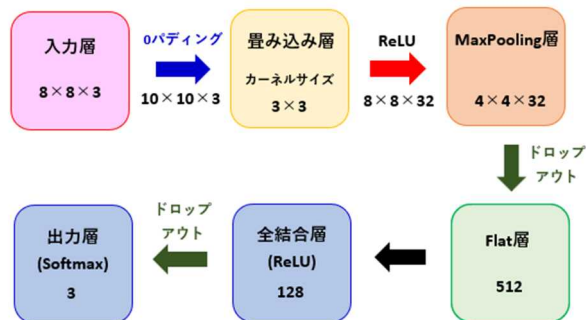 入力層
8×8×3
0パディング
10×10×3
畳み込み層
カーネルサイズ
3×3
ReLU
8×8×32
MaxPooling層
4×4×32
ドロップ
アウト
Flat層
512
全結合層
(ReLU)
128
ドロップ
アウト
出力層
(Softmax)
3